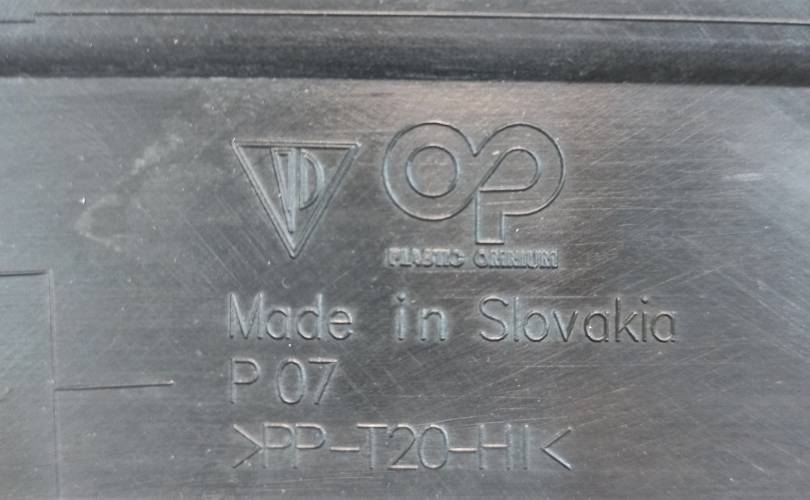 PLASTIC OMNIUM
Made in Slovakia
P 07
>PP-T20-HI<